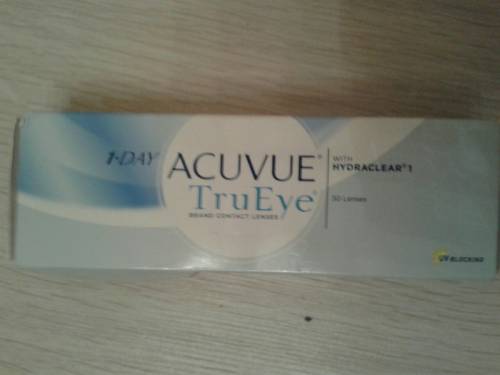 1·DAY ACUVUE®
TruEye®
BRAND CONTACT LENSES
WITH
HYDRACLEAR® 1
30 Lenses
UV BLOCKING